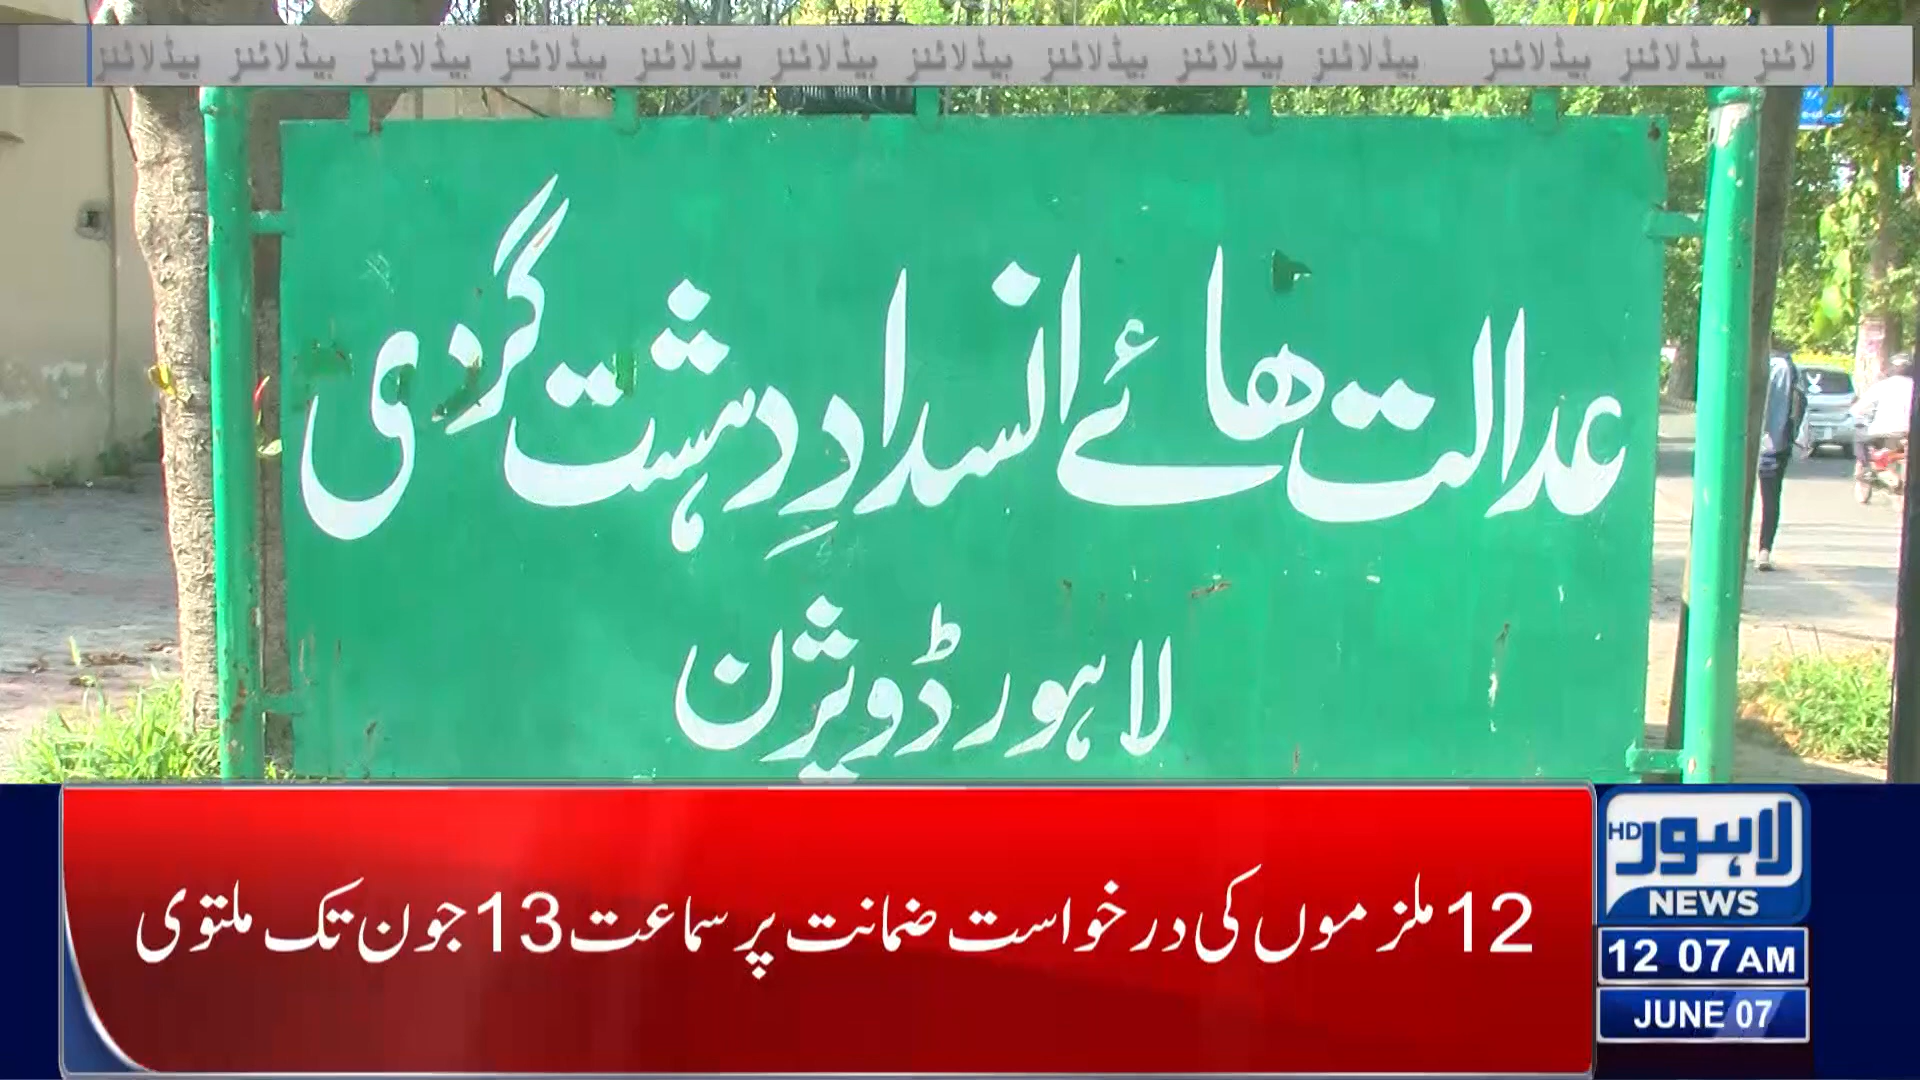 لائنز ہیڈلائنز ہیڈلائنز ہیڈلائنز ہیڈلائنز ہیڈلائنز ہیڈلائنز ہیڈلائنز ہیڈلائنز ہیڈلائنز ہیڈلائنز ہیڈلائنز ہیڈلائنز
عدالت ھائے انسدادِ دہشت گردی
لاہور ڈویژن
12 ملزموں کی درخواست ضمانت پر سماعت 13 جون تک ملتوی
لاہور HD
NEWS
12 07 AM
JUNE 07